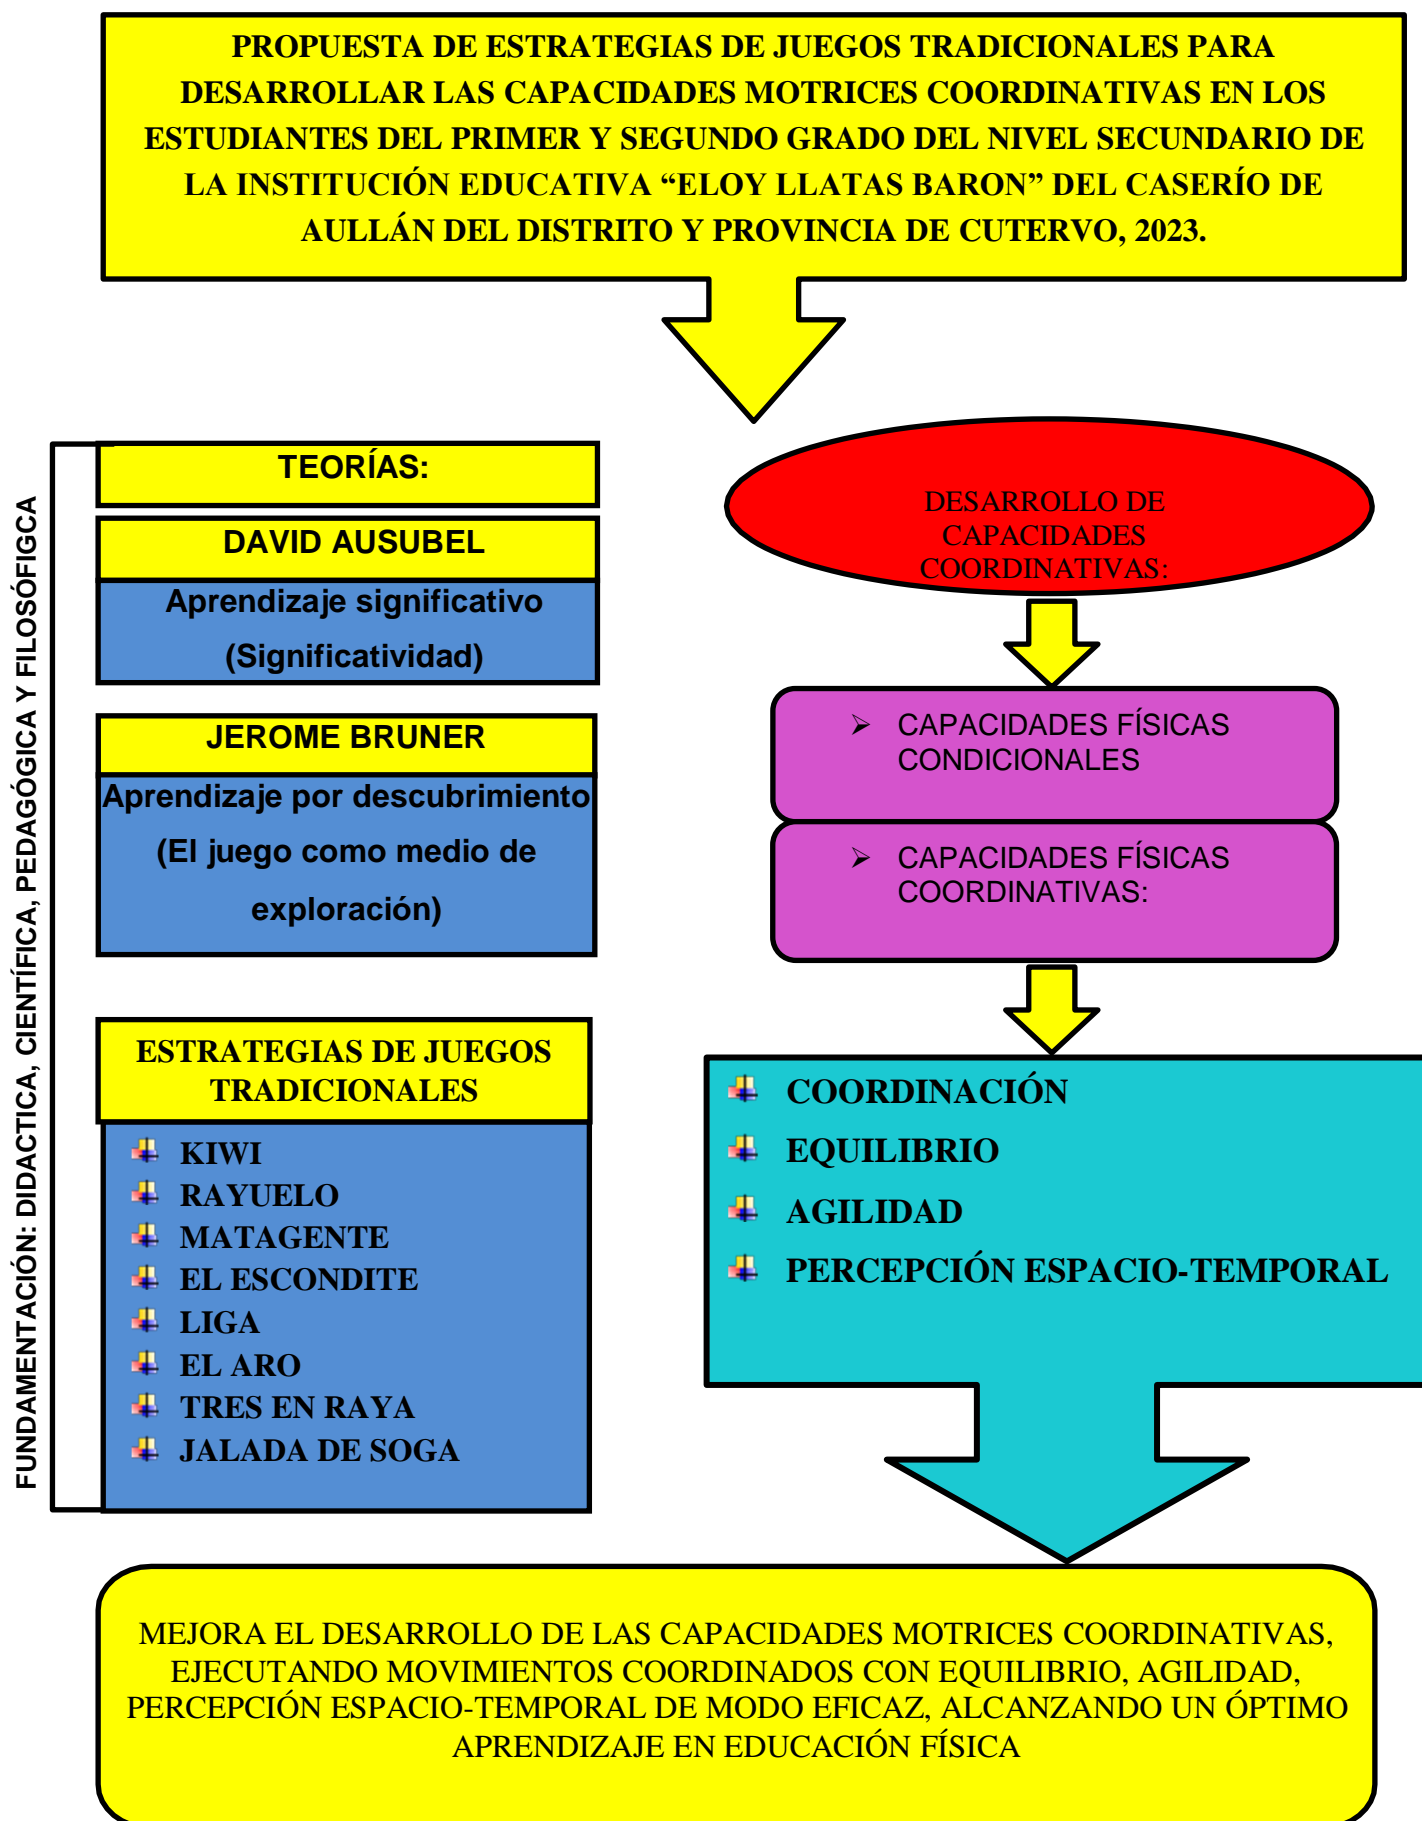 PROPUESTA DE ESTRATEGIAS DE JUEGOS TRADICIONALES PARA
DESARROLLAR LAS CAPACIDADES MOTRICES COORDINATIVAS EN LOS
ESTUDIANTES DEL PRIMER Y SEGUNDO GRADO DEL NIVEL SECUNDARIO DE
LA INSTITUCIÓN EDUCATIVA “ELOY LLATAS BARON” DEL CASERÍO DE
AULLÁN DEL DISTRITO Y PROVINCIA DE CUTERVO, 2023.
FUNDAMENTACIÓN: DIDACTICA, CIENTÍFICA, PEDAGÓGICA Y FILOSÓFIGCA
TEORÍAS:
DAVID AUSUBEL
Aprendizaje significativo
(Significatividad)
JEROME BRUNER
Aprendizaje por descubrimiento
(El juego como medio de
exploración)
ESTRATEGIAS DE JUEGOS
TRADICIONALES
KIWI
RAYUELO
MATAGENTE
EL ESCONDITE
LIGA
EL ARO
TRES EN RAYA
JALADA DE SOGA
DESARROLLO DE
CAPACIDADES
COORDINATIVAS:
➢ CAPACIDADES FÍSICAS
CONDICIONALES
➢ CAPACIDADES FÍSICAS
COORDINATIVAS:
COORDINACIÓN
EQUILIBRIO
AGILIDAD
PERCEPCIÓN ESPACIO-TEMPORAL
MEJORA EL DESARROLLO DE LAS CAPACIDADES MOTRICES COORDINATIVAS,
EJECUTANDO MOVIMIENTOS COORDINADOS CON EQUILIBRIO, AGILIDAD,
PERCEPCIÓN ESPACIO-TEMPORAL DE MODO EFICAZ, ALCANZANDO UN ÓPTIMO
APRENDIZAJE EN EDUCACIÓN FÍSICA